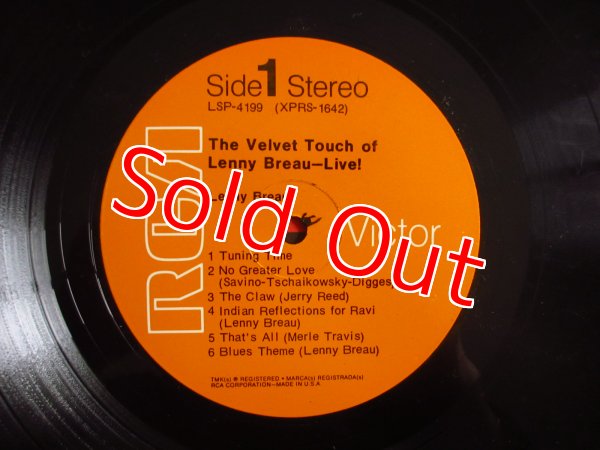 Side 1 Stereo
LSP-4199 (XPRS-1642)
The Velvet Touch of
Lenny Breau—Live!
Lenny Breau
RCA
Victor
Sold Out
1 Tuning Time
2 No Greater Love
(Savino-Tschaikowsky-Digges)
3 The Claw (Jerry Reed)
4 Indian Reflections for Ravi
(Lenny Breau)
5 That's All (Merle Travis)
6 Blues Theme (Lenny Breau)
TMK(s) ® REGISTERED • MARCA(s) REGISTRADA(s)
RCA CORPORATION—MADE IN U.S.A.